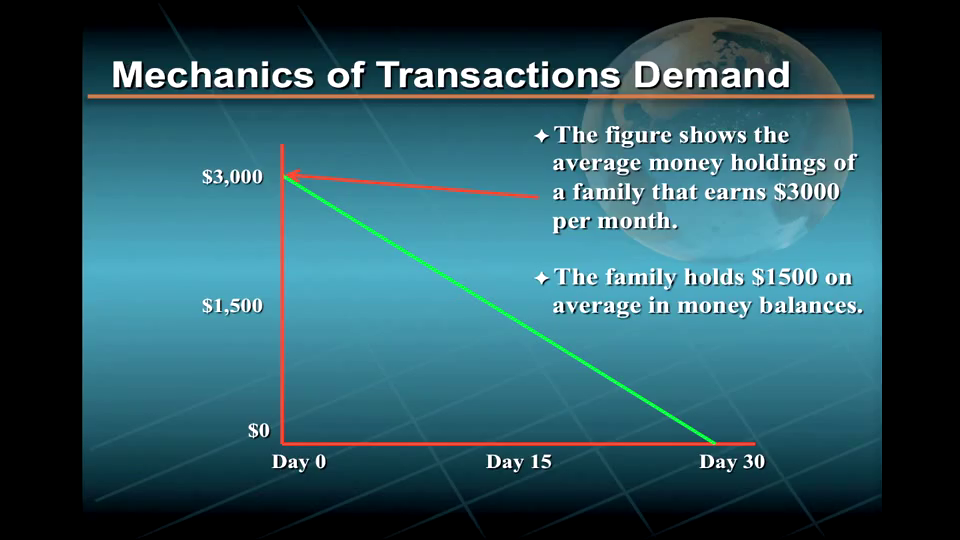 Mechanics of Transactions Demand
✦ The figure shows the
average money holdings of
a family that earns $3000
per month.
✦ The family holds $1500 on
average in money balances.
$3,000
$1,500
$0
Day 0
Day 15
Day 30